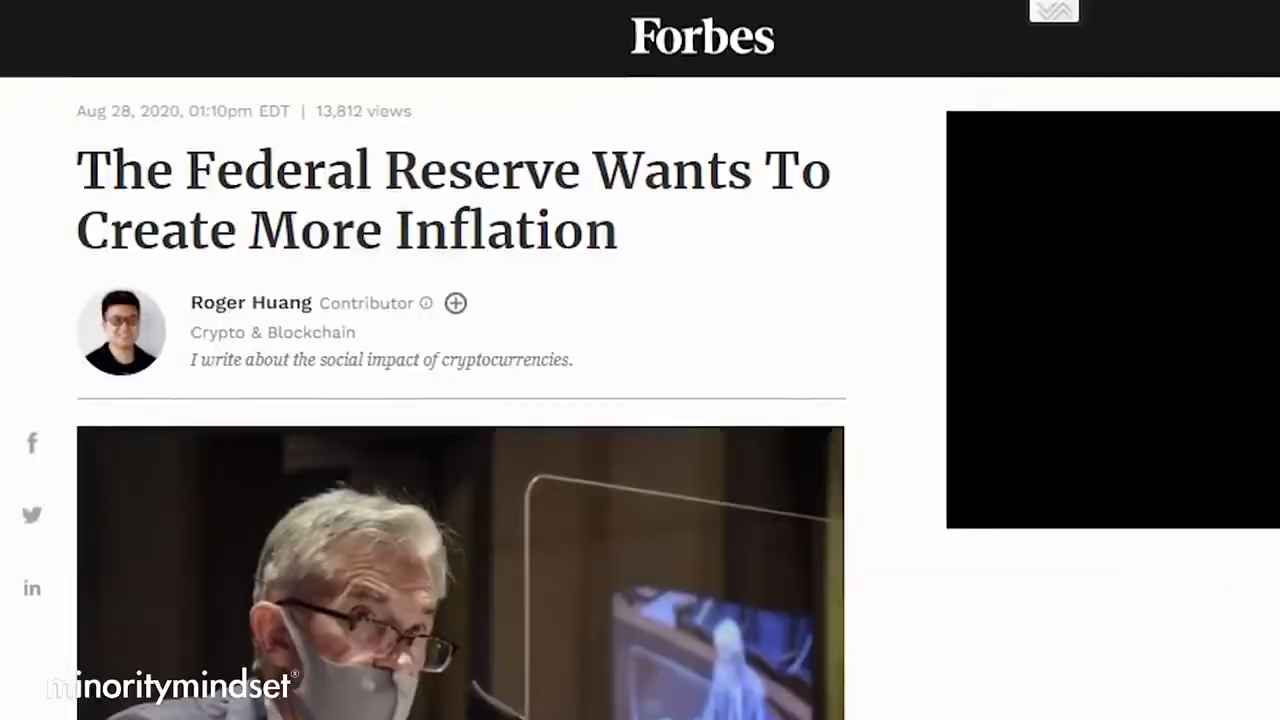 Forbes
Aug 28, 2020, 01:10pm EDT | 13,812 views
The Federal Reserve Wants To
Create More Inflation
Roger Huang Contributor
Crypto & Blockchain
I write about the social impact of cryptocurrencies.
f
in
minoritymindset®